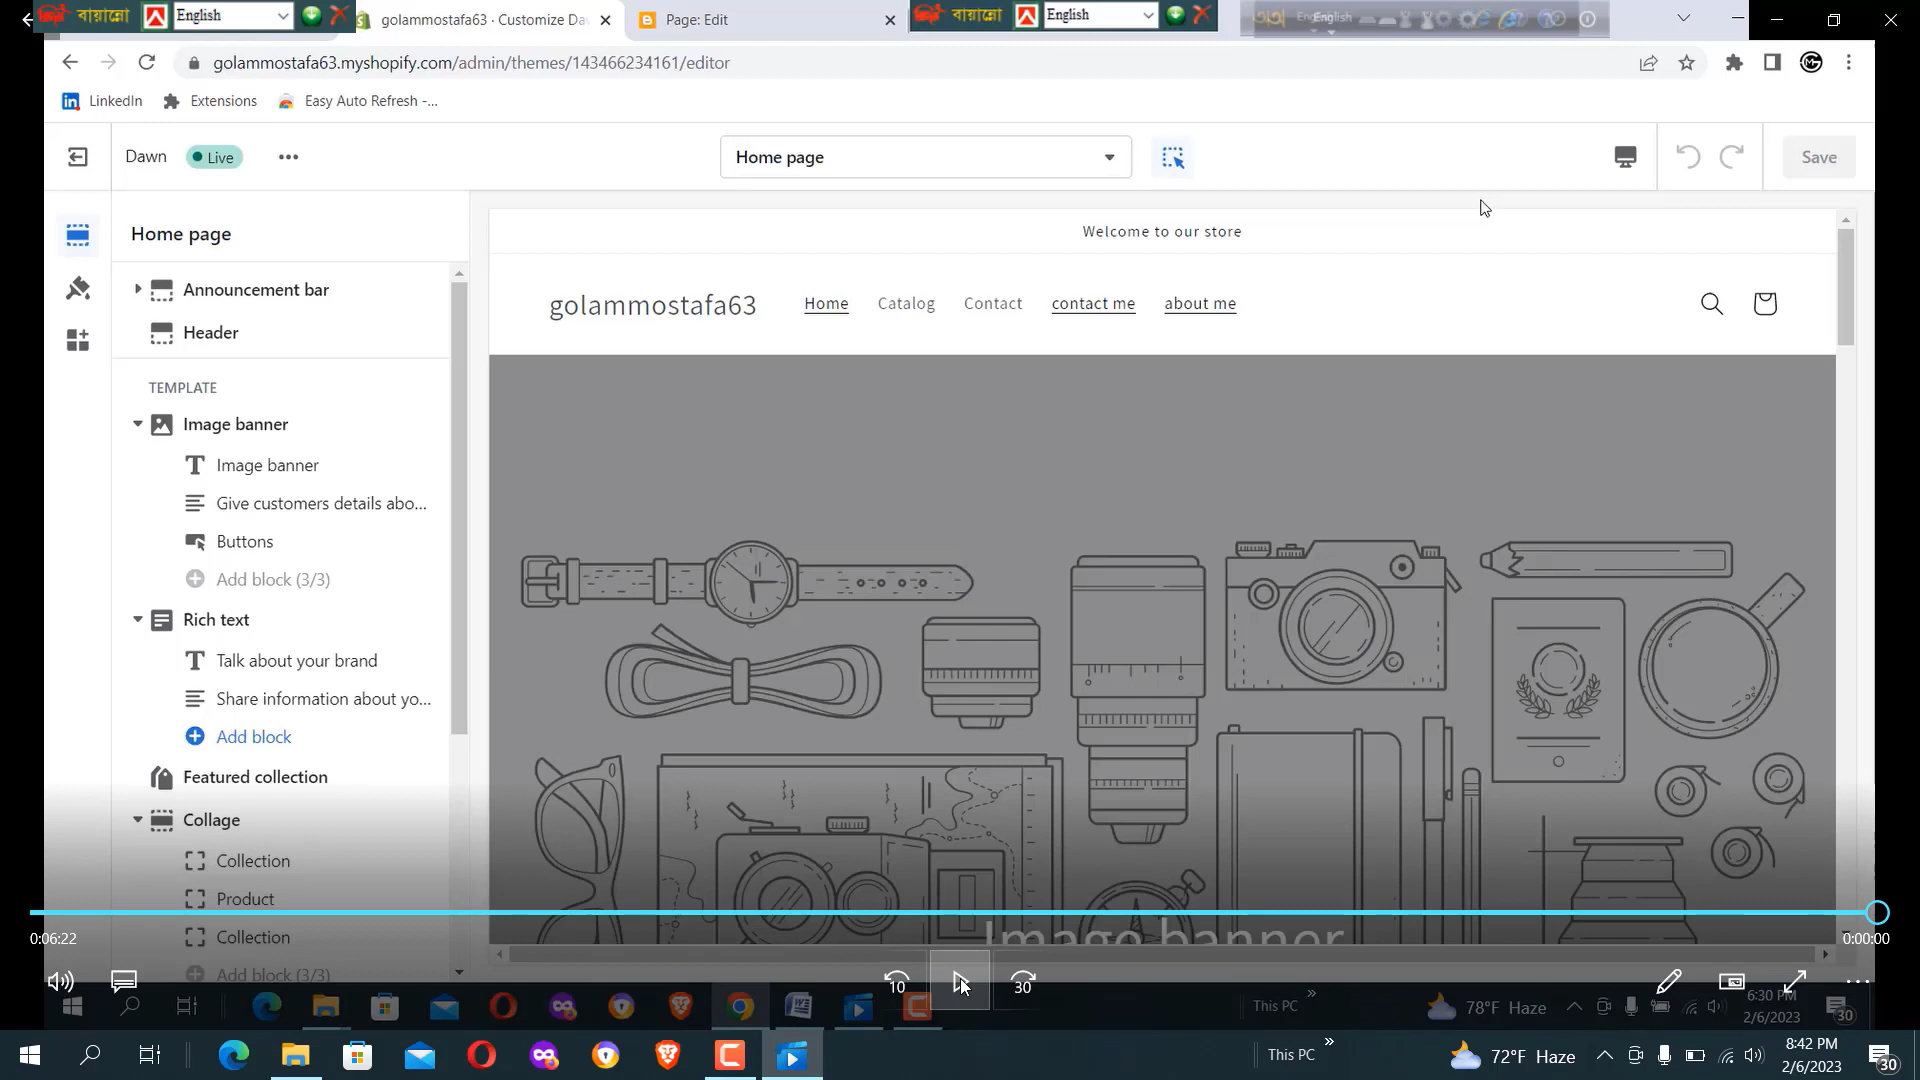 বায়ান্নো
English
golammostafa63 · Customize Da
Page: Edit
বায়ান্নো
English
English
golammostafa63.myshopify.com/admin/themes/143466234161/editor
LinkedIn
Extensions
Easy Auto Refresh -...
Dawn
Live
Home page
Save
Home page
Welcome to our store
Announcement bar
golammostafa63
Home
Catalog
Contact
contact me
about me
Header
TEMPLATE
Image banner
Image banner
Give customers details abo...
Buttons
Add block (3/3)
Rich text
Talk about your brand
Share information about yo...
Add block
Featured collection
Collage
Collection
Product
Image banner
0:06:22
Collection
0:00:00
Add block (3/3)
10
30
This PC
78°F Haze
6:30 PM
2/6/2023
30
This PC
72°F Haze
8:42 PM
2/6/2023
30